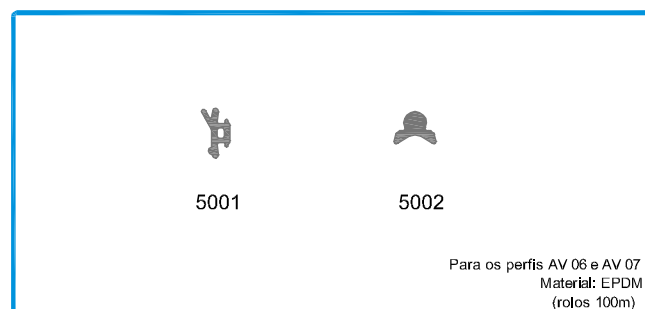 5001
5002
Para os perfis AV 06 e AV 07
Material: EPDM
(rolos 100m)